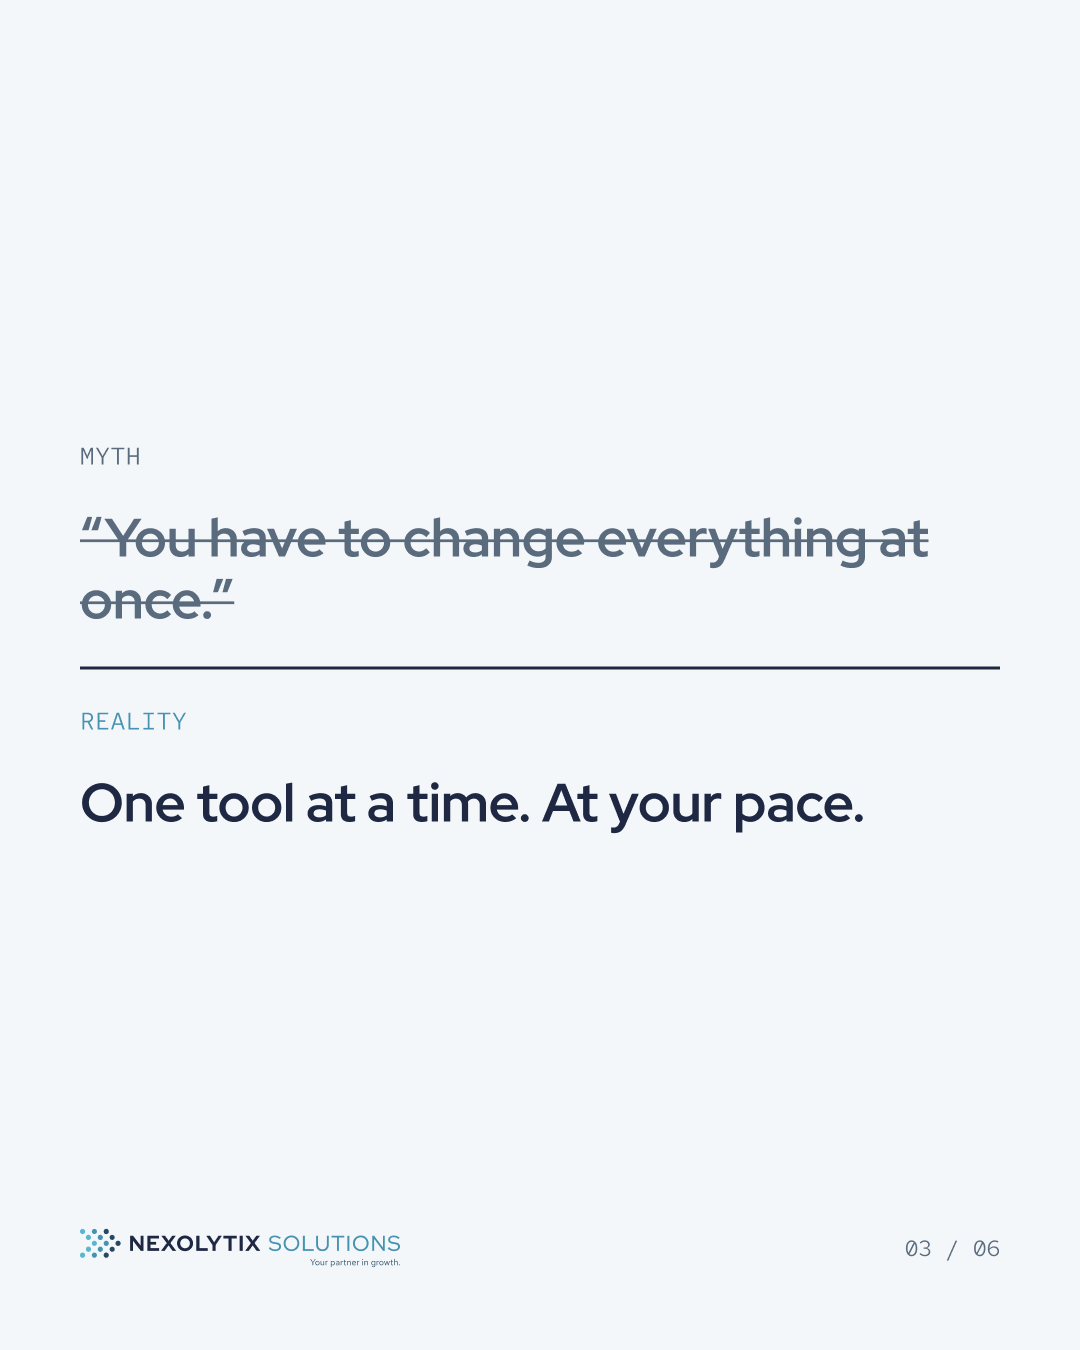 MYTH
“You have to change everything at
once.”
REALITY
One tool at a time. At your pace.
NEXOLYTIX SOLUTIONS
Your partner in growth.
03 / 06